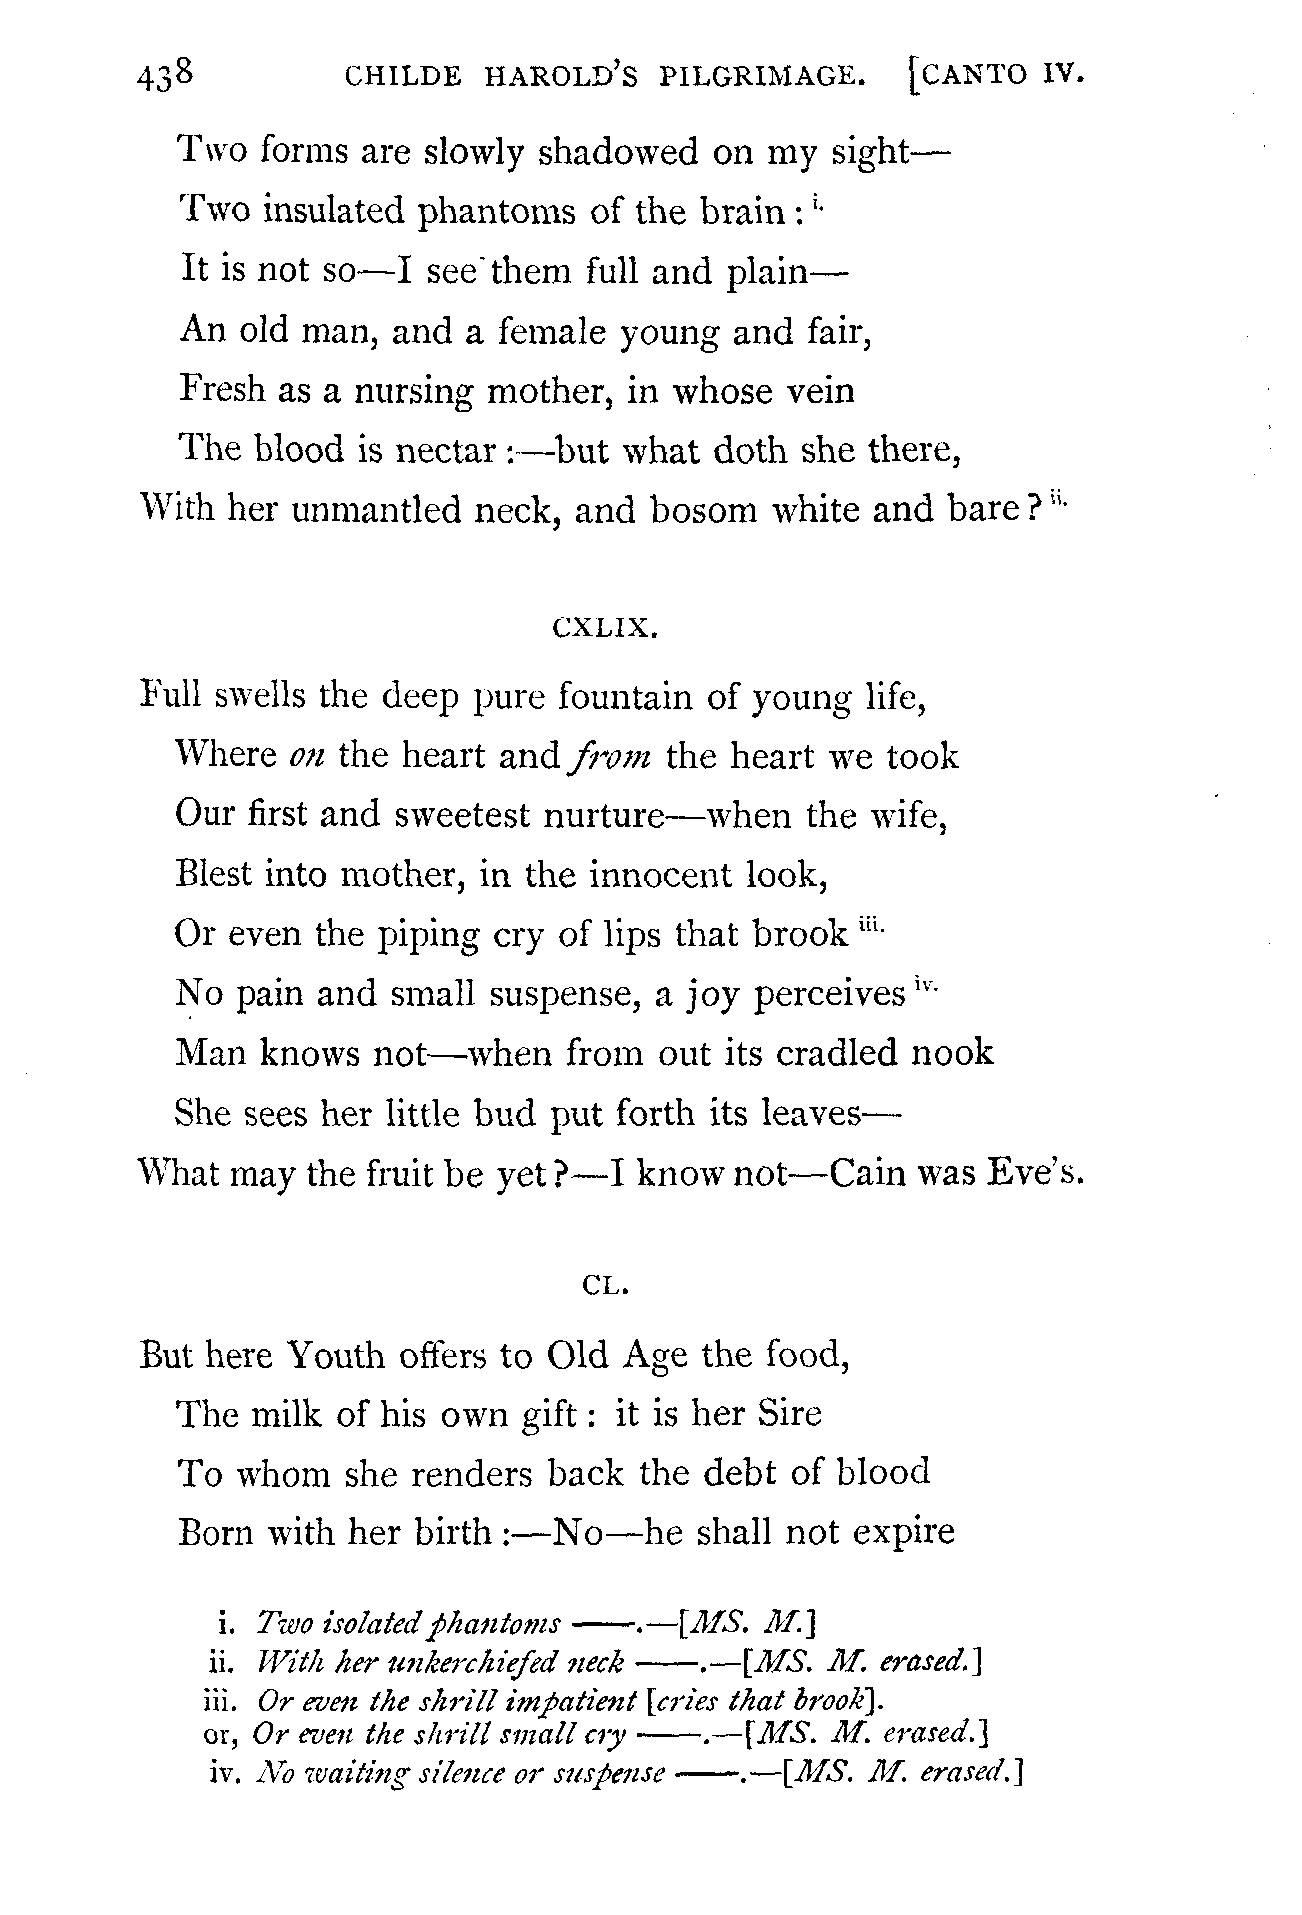 438 CHILDE HAROLD'S PILGRIMAGE. [CANTO IV.
Two forms are slowly shadowed on my sight—
Two insulated phantoms of the brain : i.
It is not so—I see them full and plain—
An old man, and a female young and fair,
Fresh as a nursing mother, in whose vein
The blood is nectar :—but what doth she there,
With her unmantled neck, and bosom white and bare ? ii.
CXLIX.
Full swells the deep pure fountain of young life,
Where on the heart and from the heart we took
Our first and sweetest nurture—when the wife,
Blest into mother, in the innocent look,
Or even the piping cry of lips that brook iii.
No pain and small suspense, a joy perceives iv.
Man knows not—when from out its cradled nook
She sees her little bud put forth its leaves—
What may the fruit be yet ?—I know not—Cain was Eve's.
CL.
But here Youth offers to Old Age the food,
The milk of his own gift : it is her Sire
To whom she renders back the debt of blood
Born with her birth :—No—he shall not expire
i. Two isolated phantoms ——.—[MS. M.]
ii. With her unkerchiefed neck ——.—[MS. M. erased.]
iii. Or even the shrill impatient [cries that brook].
or, Or even the shrill small cry ——.—[MS. M. erased.]
iv. No waiting silence or suspense ——.—[MS. M. erased.]